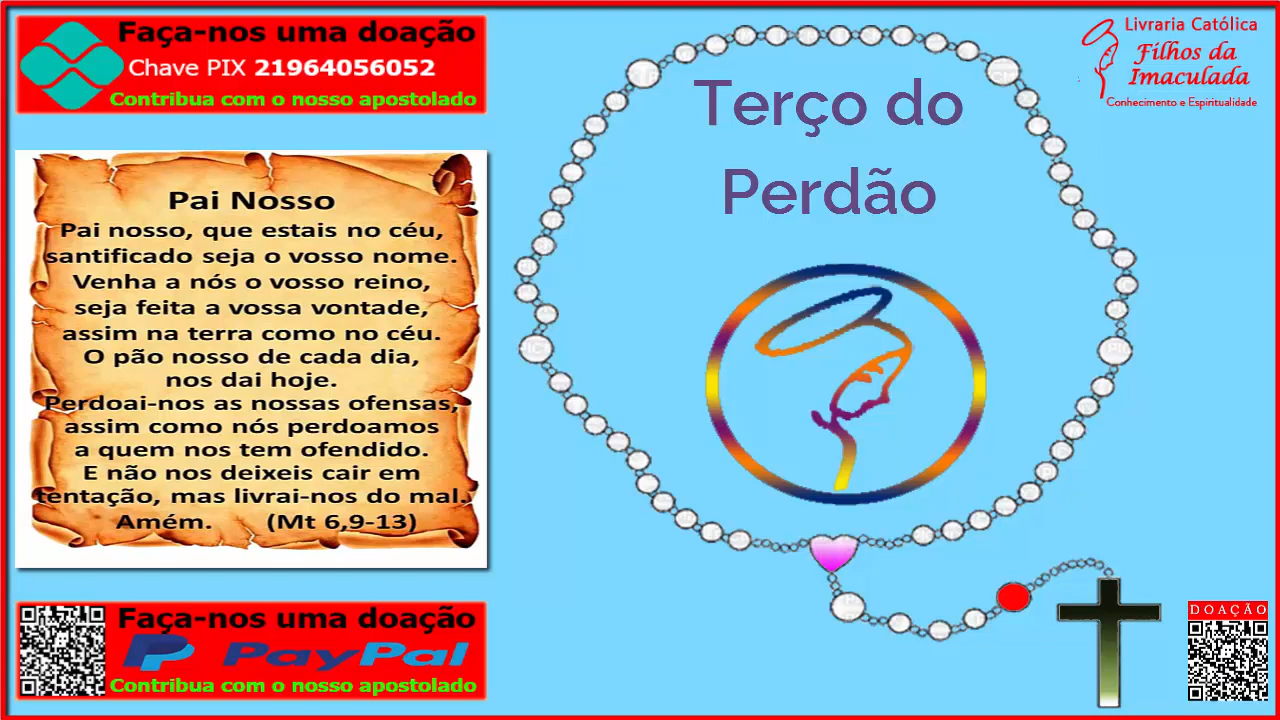 Faça-nos uma doação
Chave PIX 21964056052
Contribua com o nosso apostolado
Pai Nosso
Pai nosso, que estais no céu,
santificado seja o vosso nome.
Venha a nós o vosso reino,
seja feita a vossa vontade,
assim na terra como no céu.
O pão nosso de cada dia,
nos dai hoje.
Perdoai-nos as nossas ofensas,
assim como nós perdoamos
a quem nos tem ofendido.
E não nos deixeis cair em
tentação, mas livrai-nos do mal.
Amém. (Mt 6,9-13)
Faça-nos uma doação
PayPal
Contribua com o nosso apostolado
Terço do
Perdão
Livraria Católica
Filhos da
Imaculada
Conhecimento e Espiritualidade
DOAÇÃO